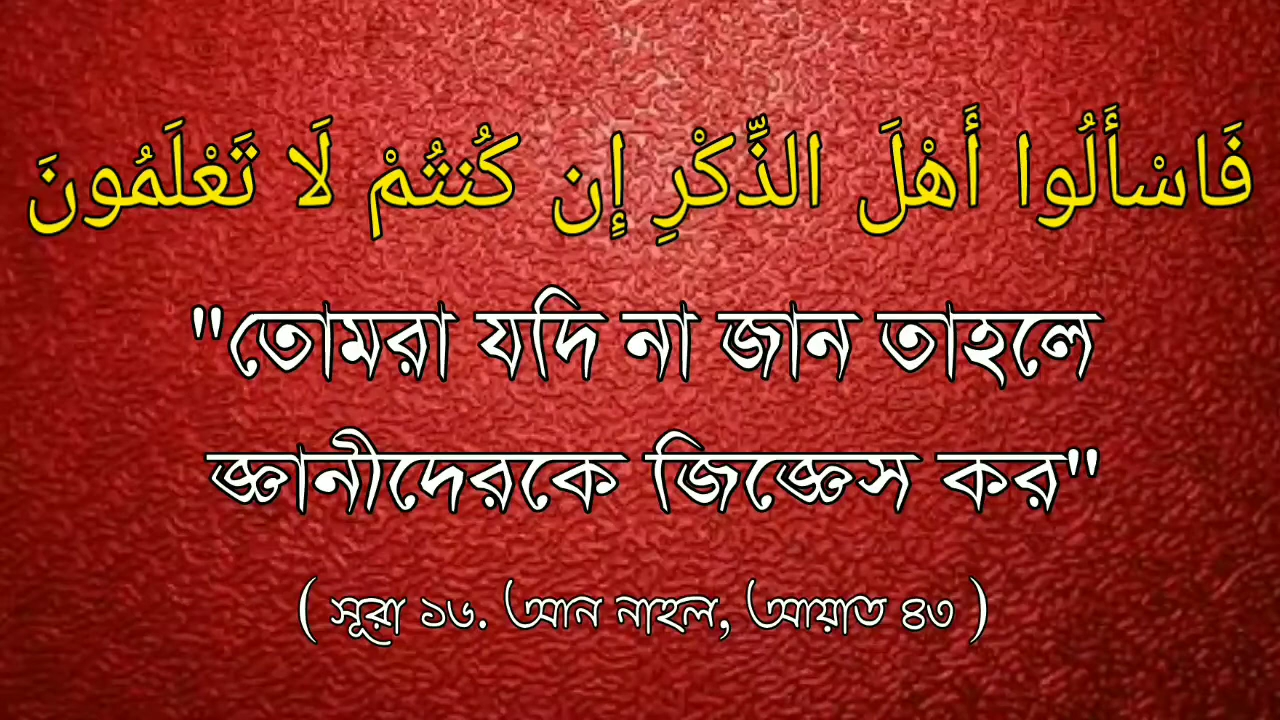 فَاسْأَلُوا أَهْلَ الذِّكْرِ إِن كُنتُمْ لَا تَعْلَمُونَ
"তোমরা যদি না জান তাহলে
জ্ঞানীদেরকে জিজ্ঞেস কর"
( সূরা ১৬. আন নাহল, আয়াত ৪৩ )